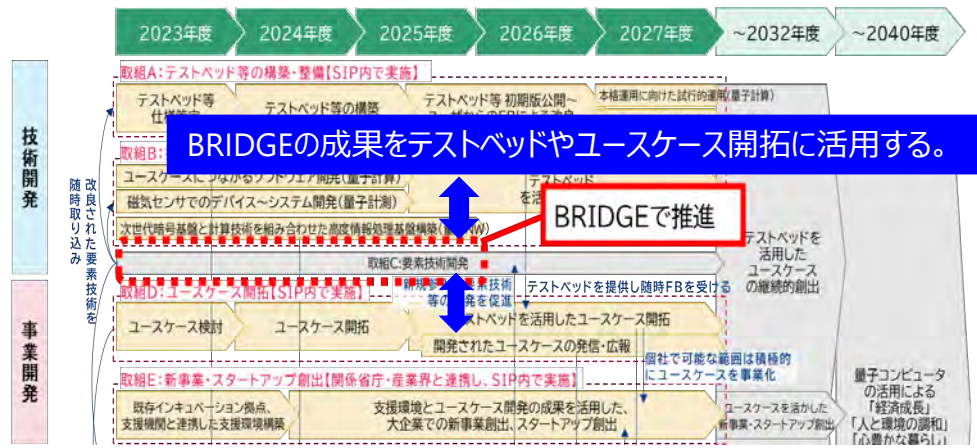 2023年度
2024年度
2025年度
2026年度
2027年度
~2032年度
~2040年度
技術開発
取組A:テストベッド等の構築・整備【SIP内で実施】
テストベッド等
テストベッド等の構築
テストベッド等 初期版公開~
本格運用に向けた試行的運用(量子計算)
BRIDGEの成果をテストベッドやユースケース開拓に活用する。
取組B:
ユースケースにつながるソフトウェア開発(量子計算)
テストベッド
磁気センサでのデバイス~システム開発(量子計測)
次世代暗号基盤と計算技術を組み合わせた高度情報処理基盤構築(
BRIDGEで推進
取組C:要素技術開発
改良された要素技術を
随時取り込み
テストベッドを
活用した
ユースケース
の継続的創出
事業開発
取組D:ユースケース開拓【SIP内で実施】
要素技術
テストベッドを提供し随時FBを受ける
ユースケース検討
ユースケース開拓
ストベッドを活用したユースケース開拓
開発されたユースケースの発信・広報
個社で可能な範囲は積極的
にユースケースを事業化
取組E:新事業・スタートアップ創出【関係省庁・産業界と連携し、SIP内で実施】
既存インキュベーション拠点、
支援機関と連携した支援環境構築
支援環境とユースケース開発の成果を活用した、
大企業での新事業創出、スタートアップ創出
ユースケースを活かした
新事業・スタートアップ創出
量子コンピュータ
の活用による
「経済成長」
「人と環境の調和」
「心豊かな暮らし」